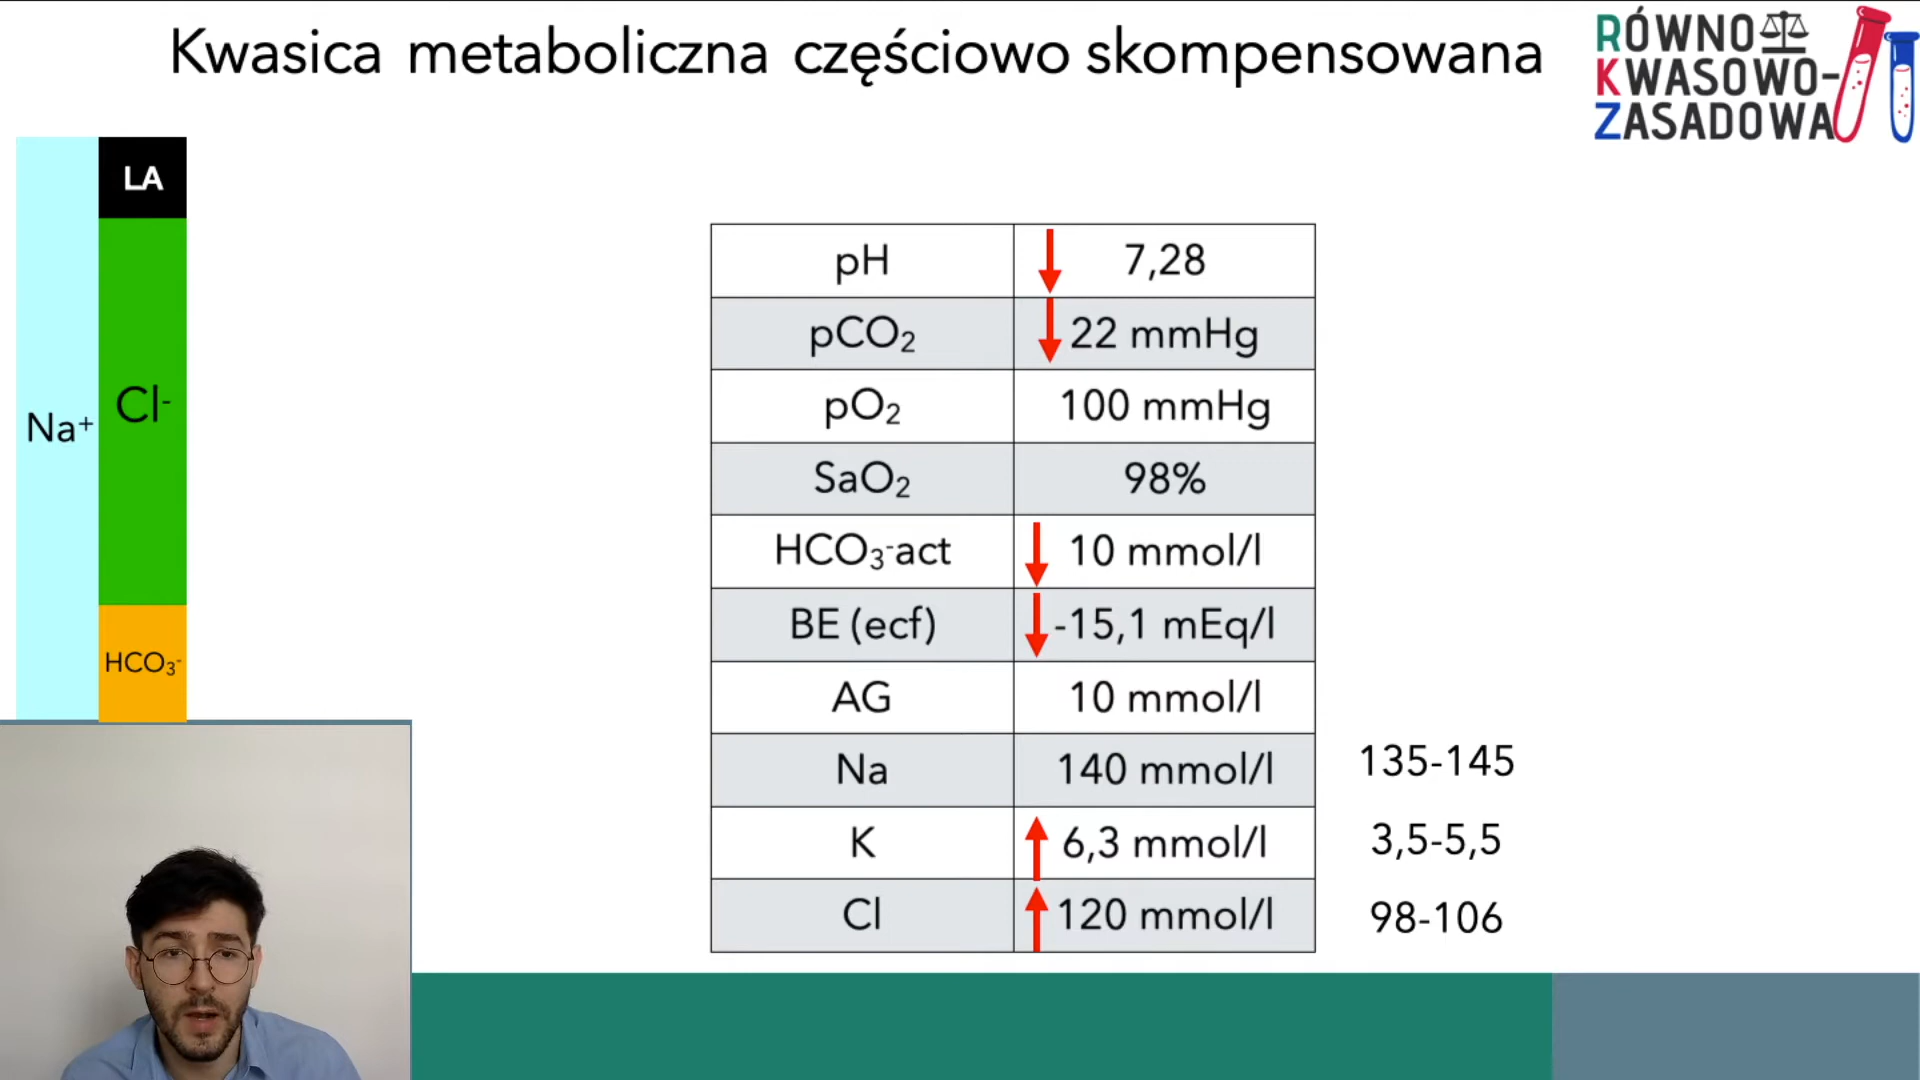 Kwasica metaboliczna częściowo skompensowana
RÓWNO
KWASOWO-
ZASADOWA
LA
Cl-
Na+
HCO3-
pH 7,28
pCO2 22 mmHg
pO2 100 mmHg
SaO2 98%
HCO3-act 10 mmol/l
BE (ecf) -15,1 mEq/l
AG 10 mmol/l
Na 140 mmol/l 135-145
K 6,3 mmol/l 3,5-5,5
Cl 120 mmol/l 98-106